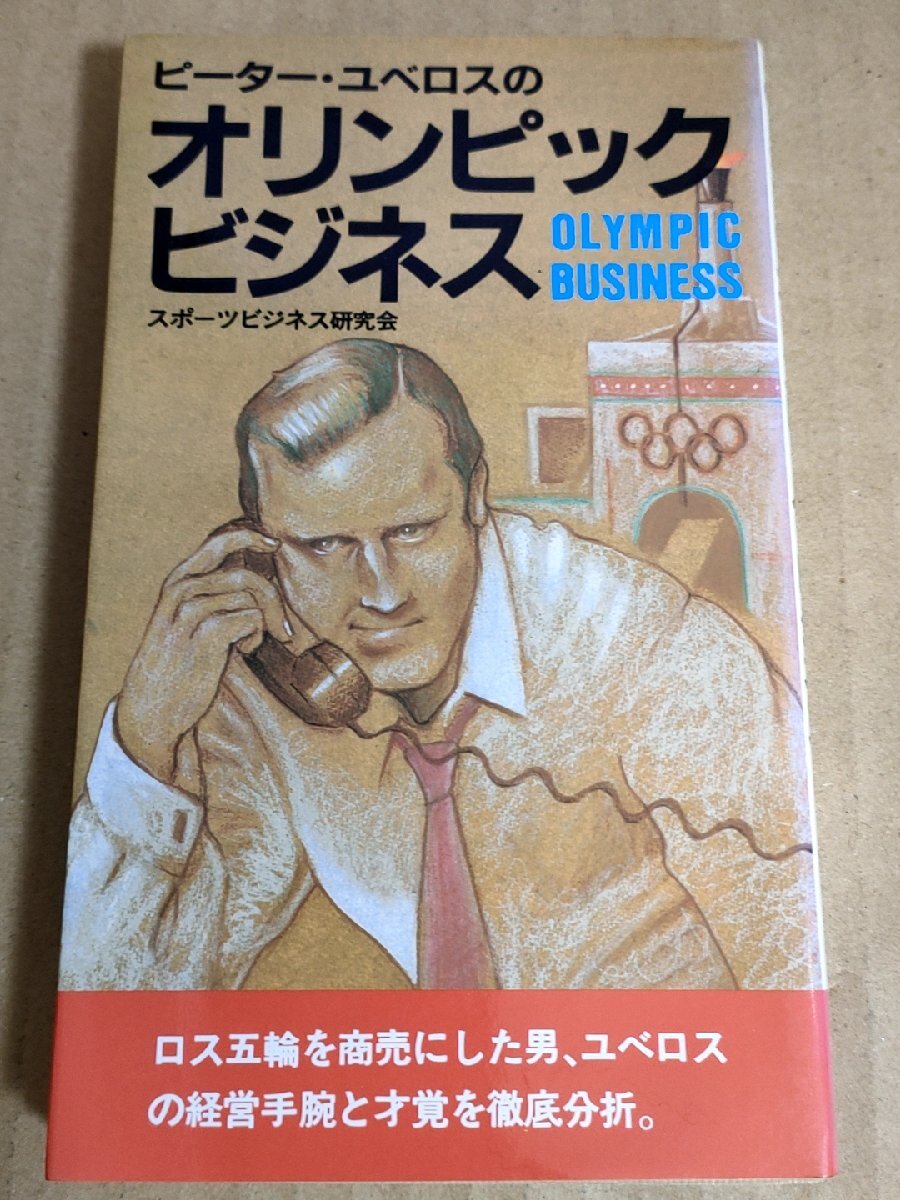 ピーター・ユベロスの
オリンピック
ビジネス
OLYMPIC
BUSINESS
スポーツビジネス研究会
ロス五輪を商売にした男、ユベロス
の経営手腕と才覚を徹底分折。